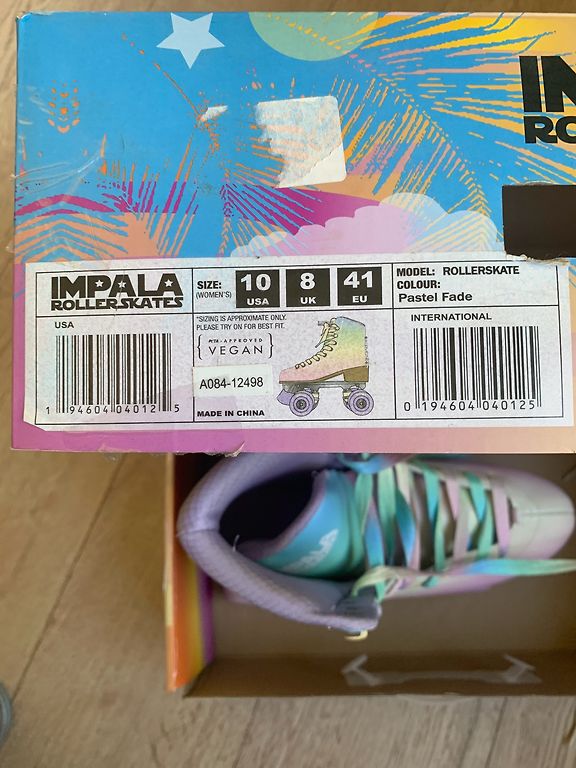 IMPALA
ROLLERSKATES
SIZE:
(WOMEN'S)
10
USA
8
UK
41
EU
MODEL: ROLLERSKATE
COLOUR:
Pastel Fade
*SIZING IS APPROXIMATE ONLY.
PLEASE TRY ON FOR BEST FIT.
USA
1 94604 04012 5
PETA-APPROVED
VEGAN
A084-12498
MADE IN CHINA
INTERNATIONAL
0 194604 040125
IMPALA